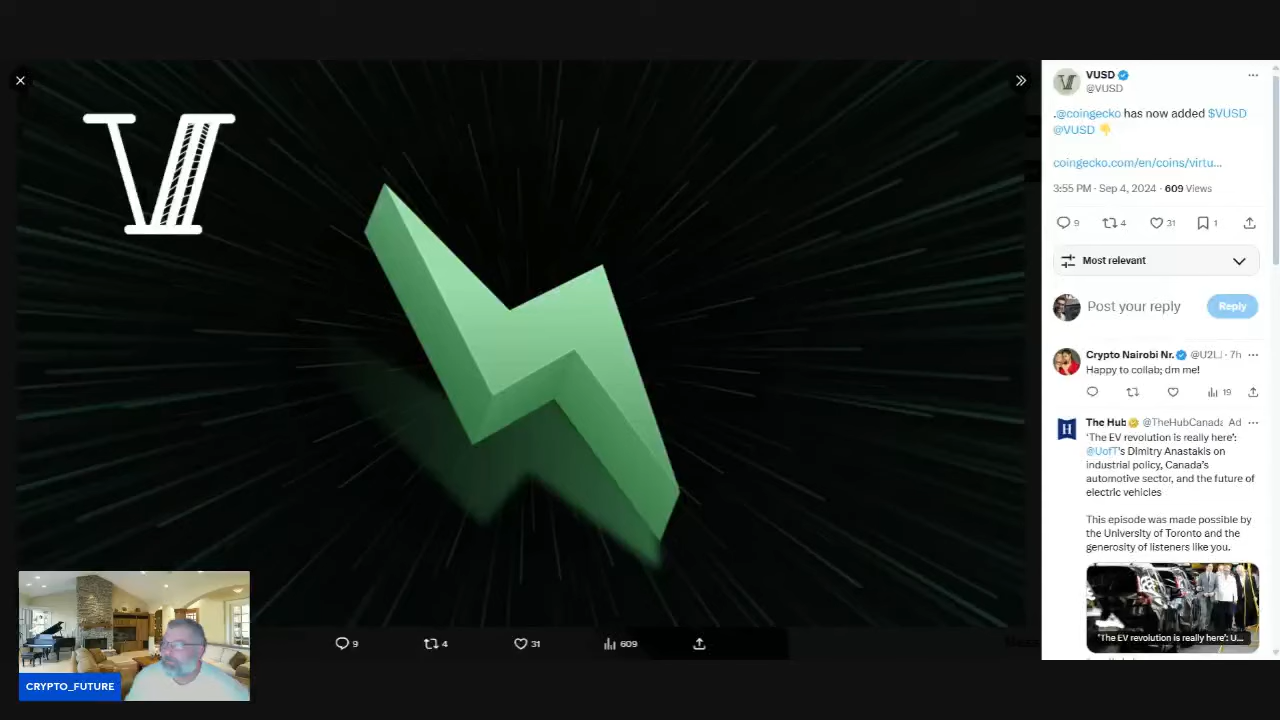 VUSD
@VUSD
.@coingecko has now added $VUSD
@VUSD 👇
coingecko.com/en/coins/virtu...
3:55 PM · Sep 4, 2024 · 609 Views
9 4 31 1
Most relevant
Post your reply Reply
Crypto Nairobi Nr. @U2LJ · 7h
Happy to collab; dm me!
19
The Hub @TheHubCanada Ad
'The EV revolution is really here':
@UofT's Dimitry Anastakis on
industrial policy, Canada's
automotive sector, and the future of
electric vehicles
This episode was made possible by
the University of Toronto and the
generosity of listeners like you.
'The EV revolution is really here': U...
9 4 31 609
CRYPTO_FUTURE